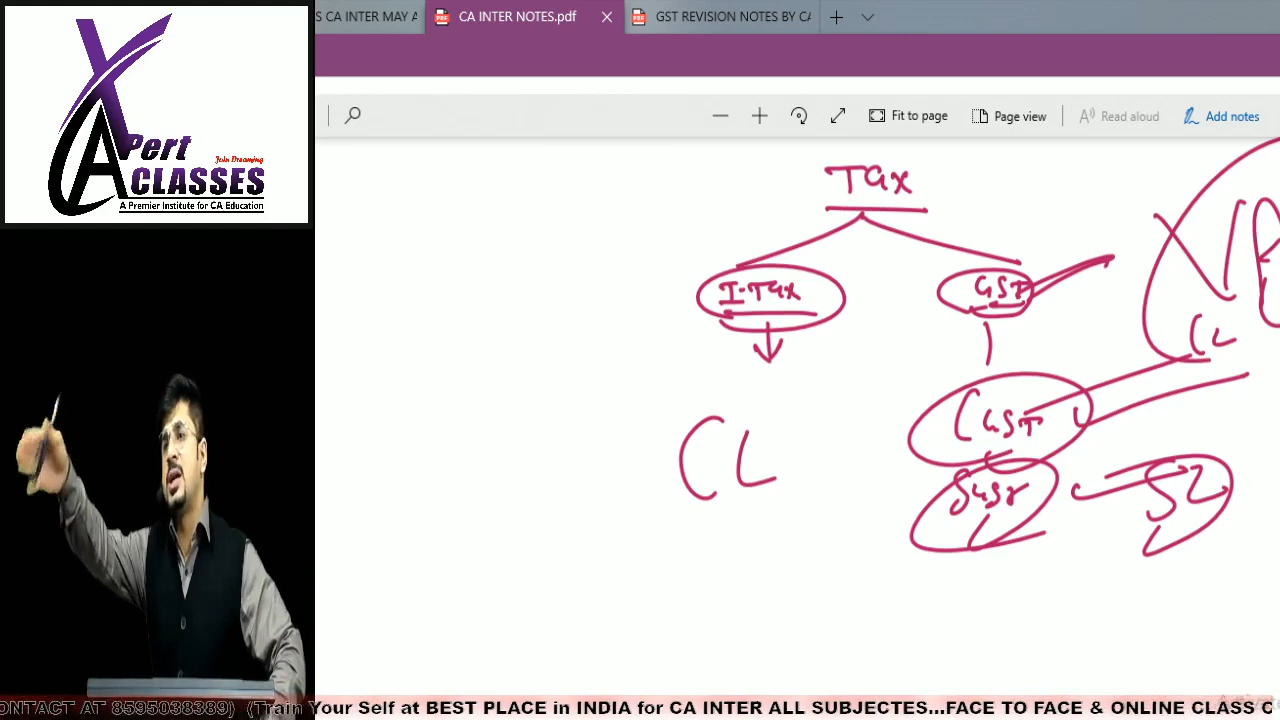 S CA INTER MAY A
CA INTER NOTES.pdf
GST REVISION NOTES BY CA
Fit to page
Page view
Read aloud
Add notes
XPert
Join Dreaming
CA CLASSES
A Premier Institute for CA Education
Tax
I-Tax
GST
CL
CGST
CL
SGST
SL
ONTACT AT 8595038389) (Train Your Self at BEST PLACE in INDIA for CA INTER ALL SUBJECTES...FACE TO FACE & ONLINE CLASS C